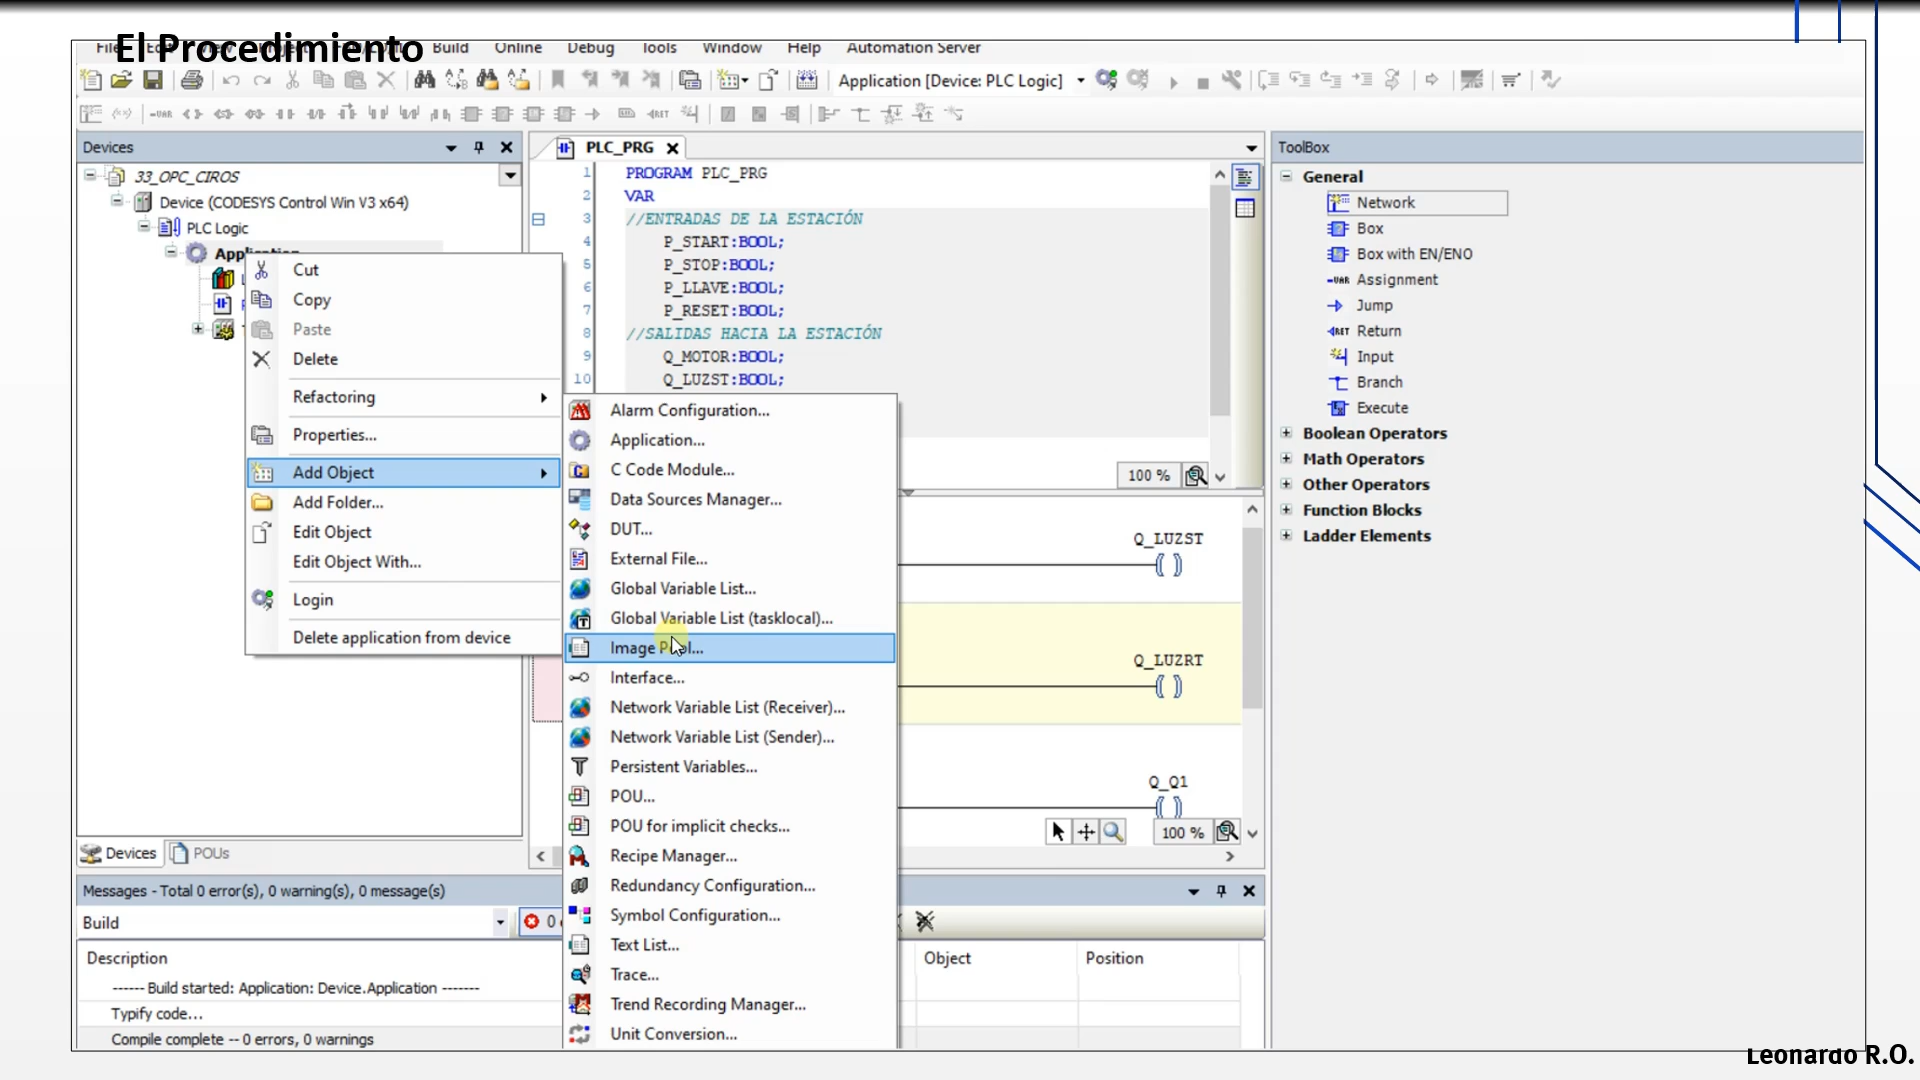 El Procedimiento
Build Online Debug Tools Window Help Automation Server
Application [Device: PLC Logic]
Devices
33_OPC_CIROS
Device (CODESYS Control Win V3 x64)
PLC Logic
Application
Cut
Copy
Paste
Delete
Refactoring
Properties...
Add Object
Add Folder...
Edit Object
Edit Object With...
Login
Delete application from device
Alarm Configuration...
Application...
C Code Module...
Data Sources Manager...
DUT...
External File...
Global Variable List...
Global Variable List (tasklocal)...
Image Pool...
Interface...
Network Variable List (Receiver)...
Network Variable List (Sender)...
Persistent Variables...
POU...
POU for implicit checks...
Recipe Manager...
Redundancy Configuration...
Symbol Configuration...
Text List...
Trace...
Trend Recording Manager...
Unit Conversion...
PLC_PRG
1 PROGRAM PLC_PRG
2 VAR
3 //ENTRADAS DE LA ESTACIÓN
4 P_START:BOOL;
5 P_STOP:BOOL;
6 P_LLAVE:BOOL;
7 P_RESET:BOOL;
8 //SALIDAS HACIA LA ESTACIÓN
9 Q_MOTOR:BOOL;
10 Q_LUZST:BOOL;
100 %
Q_LUZST
Q_LUZRT
Q_Q1
100 %
ToolBox
General
Network
Box
Box with EN/ENO
Assignment
Jump
Return
Input
Branch
Execute
Boolean Operators
Math Operators
Other Operators
Function Blocks
Ladder Elements
Devices POUs
Messages - Total 0 error(s), 0 warning(s), 0 message(s)
Build 0
Description Object Position
------ Build started: Application: Device.Application -------
Typify code...
Compile complete -- 0 errors, 0 warnings
Leonardo R.O.